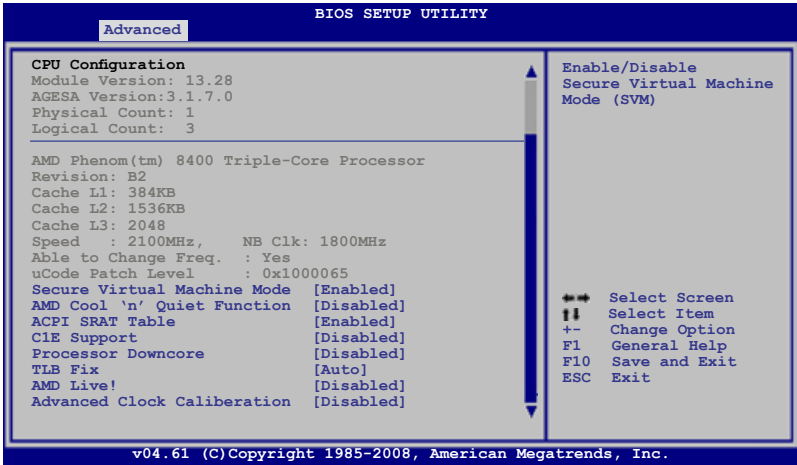 BIOS SETUP UTILITY
Advanced
CPU Configuration
Module Version: 13.28
AGESA Version:3.1.7.0
Physical Count: 1
Logical Count: 3
AMD Phenom(tm) 8400 Triple-Core Processor
Revision: B2
Cache L1: 384KB
Cache L2: 1536KB
Cache L3: 2048
Speed : 2100MHz, NB Clk: 1800MHz
Able to Change Freq. : Yes
uCode Patch Level : 0x1000065
Secure Virtual Machine Mode [Enabled]
AMD Cool ‘n’ Quiet Function [Disabled]
ACPI SRAT Table [Enabled]
C1E Support [Disabled]
Processor Downcore [Disabled]
TLB Fix [Auto]
AMD Live! [Disabled]
Advanced Clock Caliberation [Disabled]
Enable/Disable
Secure Virtual Machine
Mode (SVM)
Select Screen
Select Item
+- Change Option
F1 General Help
F10 Save and Exit
ESC Exit
v04.61 (C)Copyright 1985-2008, American Megatrends, Inc.